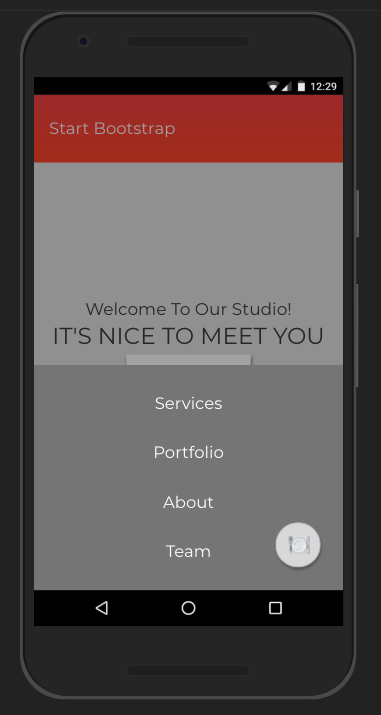 12:29
Start Bootstrap
Welcome To Our Studio!
IT'S NICE TO MEET YOU
Services
Portfolio
About
Team